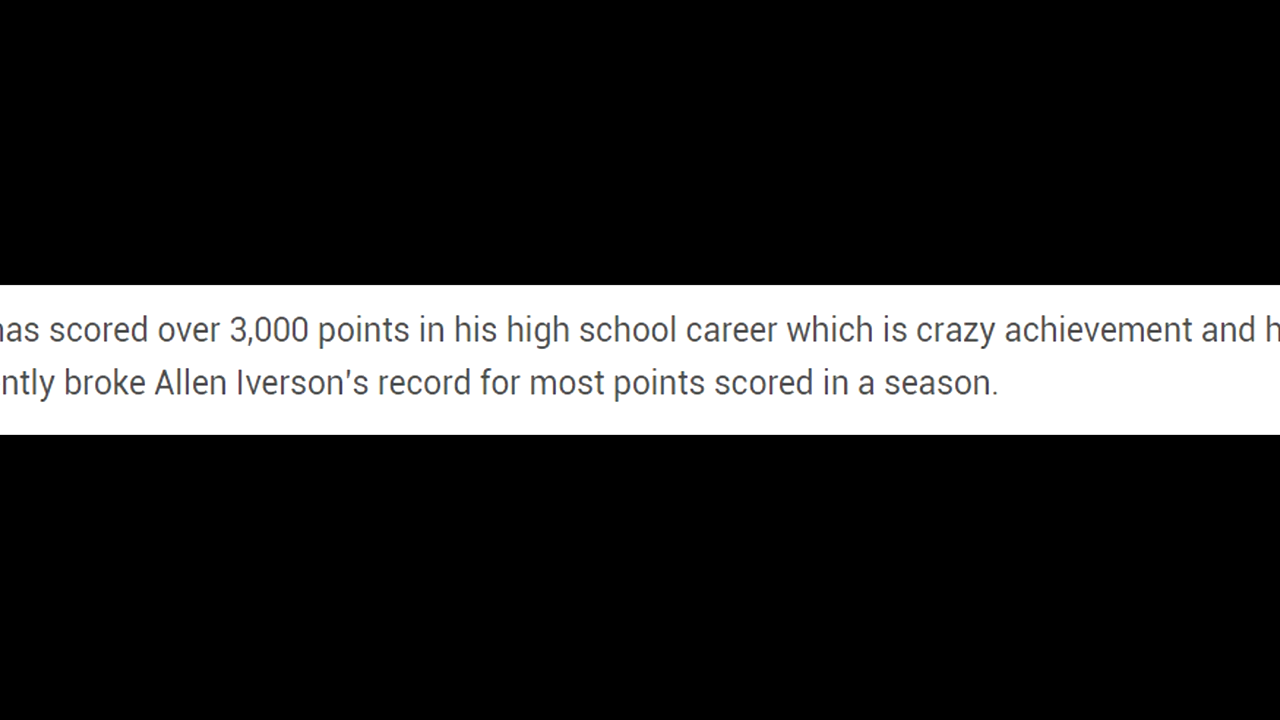 has scored over 3,000 points in his high school career which is crazy achievement and
broke Allen Iverson's record for most points scored in a season.